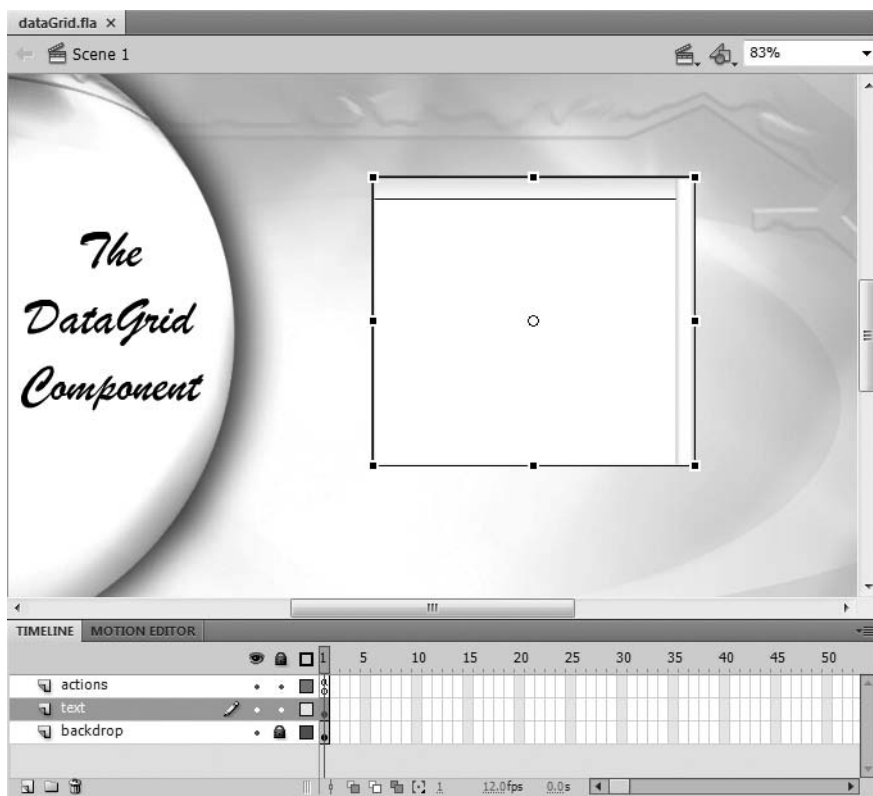 dataGrid.fla ×
Scene 1
83%
The
DataGrid
Component
TIMELINE MOTION EDITOR
1 5 10 15 20 25 30 35 40 45 50
actions
text
backdrop
1 12.0fps 0.0s